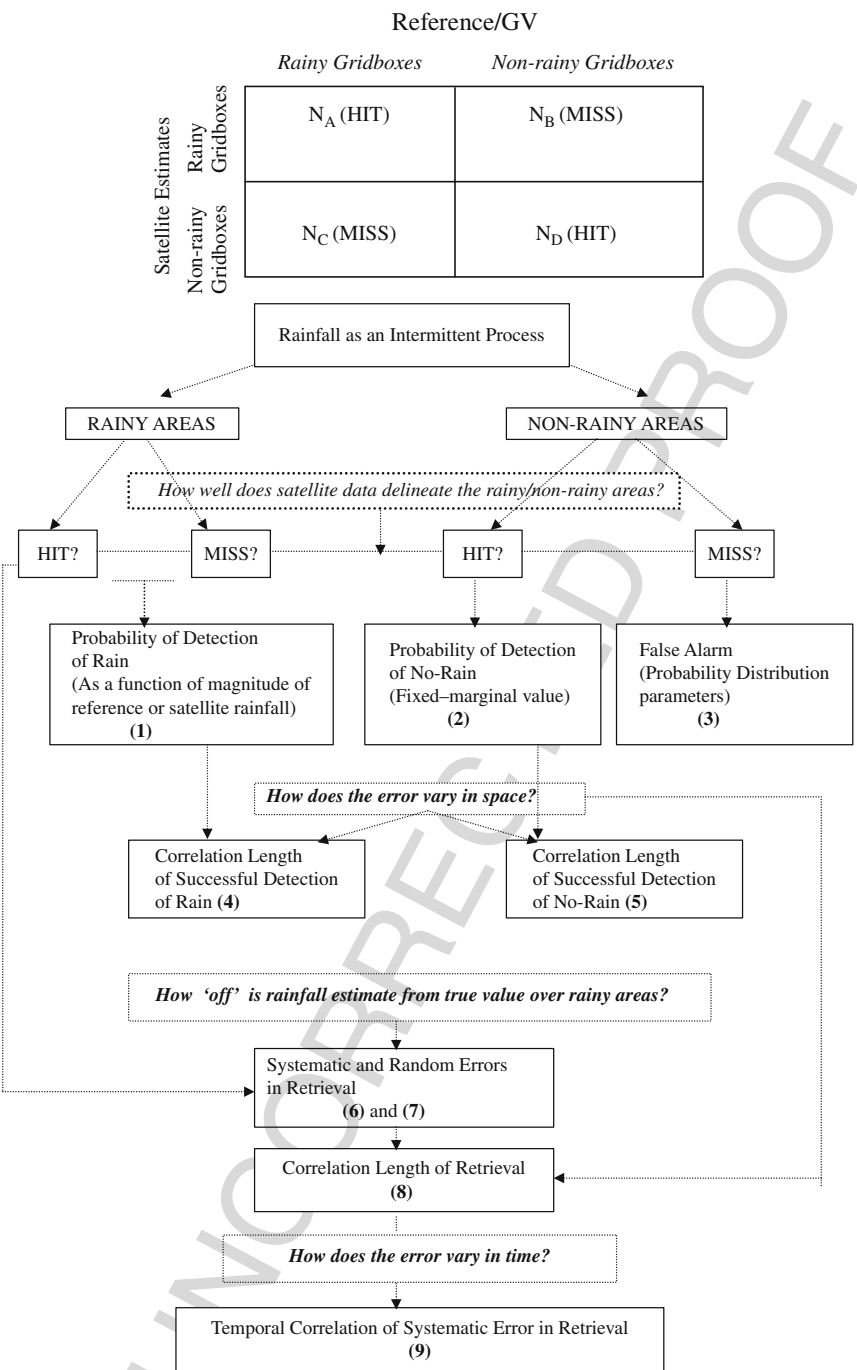 Reference/GV
Rainy Gridboxes
Non-rainy Gridboxes
Satellite Estimates
Rainy
Gridboxes
N_A (HIT)
N_B (MISS)
Non-rainy
Gridboxes
N_C (MISS)
N_D (HIT)
Rainfall as an Intermittent Process
RAINY AREAS
NON-RAINY AREAS
How well does satellite data delineate the rainy/non-rainy areas?
HIT?
MISS?
HIT?
MISS?
Probability of Detection
of Rain
(As a function of magnitude of
reference or satellite rainfall)
(1)
Probability of Detection
of No-Rain
(Fixed–marginal value)
(2)
False Alarm
(Probability Distribution
parameters)
(3)
How does the error vary in space?
Correlation Length
of Successful Detection
of Rain (4)
Correlation Length
of Successful Detection
of No-Rain (5)
How ‘off’ is rainfall estimate from true value over rainy areas?
Systematic and Random Errors
in Retrieval
(6) and (7)
Correlation Length of Retrieval
(8)
How does the error vary in time?
Temporal Correlation of Systematic Error in Retrieval
(9)
UNCORRECTED PROOF